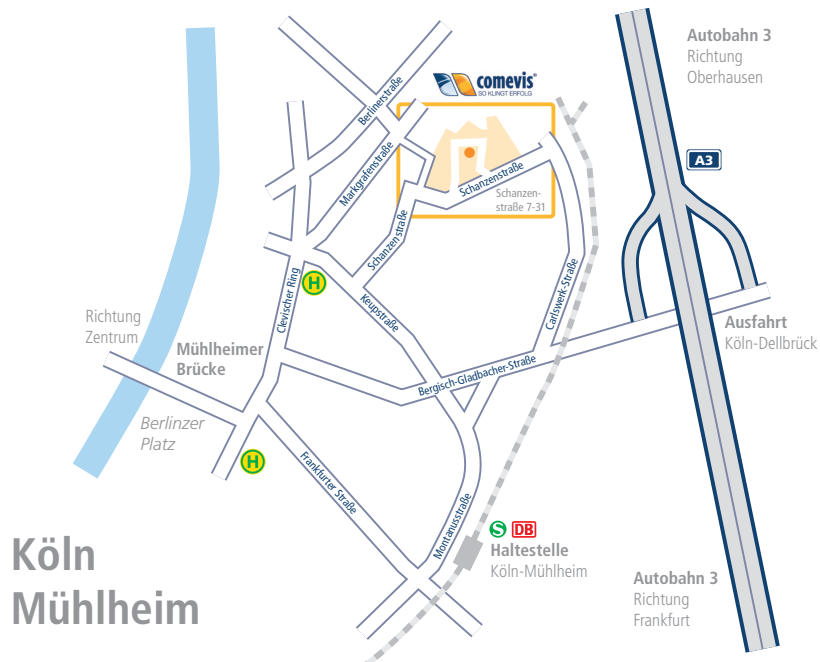 Autobahn 3
Richtung
Oberhausen
comevis®
SO KLINGT ERFOLG
Berlinerstraße
Markgrafenstraße
A3
Schanzenstraße
Schanzen-
straße 7-31
Schanzenstraße
Clevischer Ring
H
Keupstraße
Carlswerk-Straße
Richtung
Zentrum
Mühlheimer
Brücke
Ausfahrt
Köln-Dellbrück
Bergisch-Gladbacher-Straße
Berlinzer
Platz
H
Frankfurter Straße
Montanusstraße
S DB
Haltestelle
Köln-Mühlheim
Köln
Mühlheim
Autobahn 3
Richtung
Frankfurt